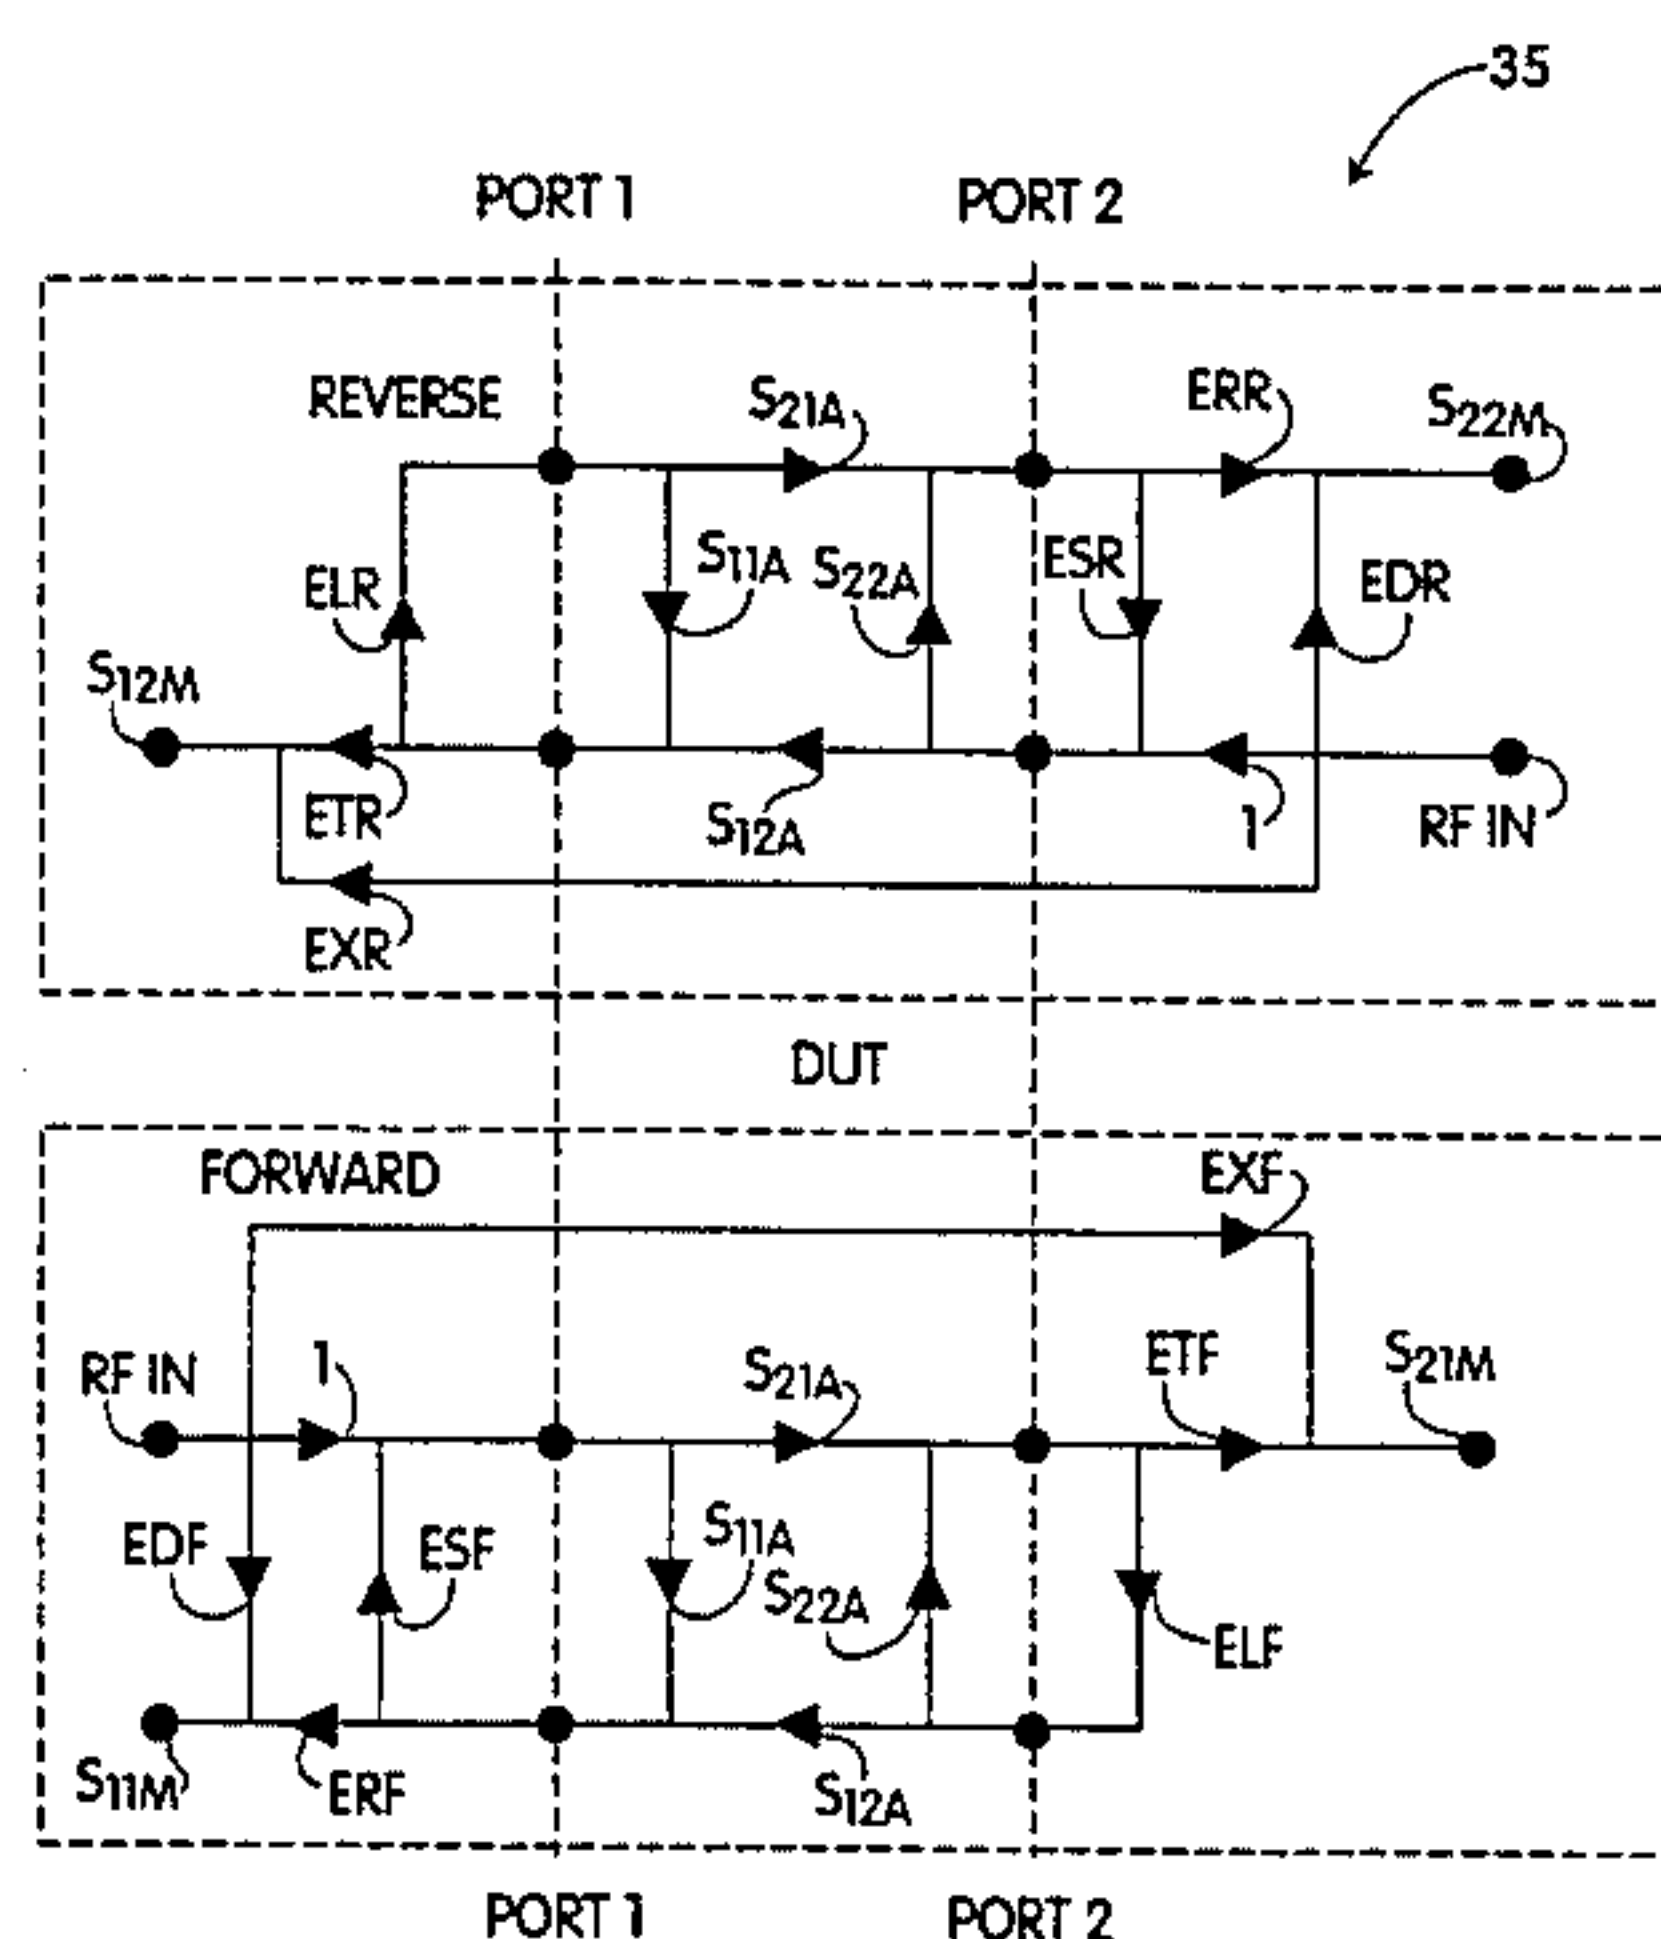 35
PORT 1 PORT 2
REVERSE S21A ERR S22M
ELR S11A S22A ESR EDR
S12M
ETR S12A 1 RF IN
EXR
DUT
FORWARD EXF
RF IN 1 S21A ETF S21M
EDF ESF S11A S22A ELF
S11M ERF S12A
PORT 1 PORT 2